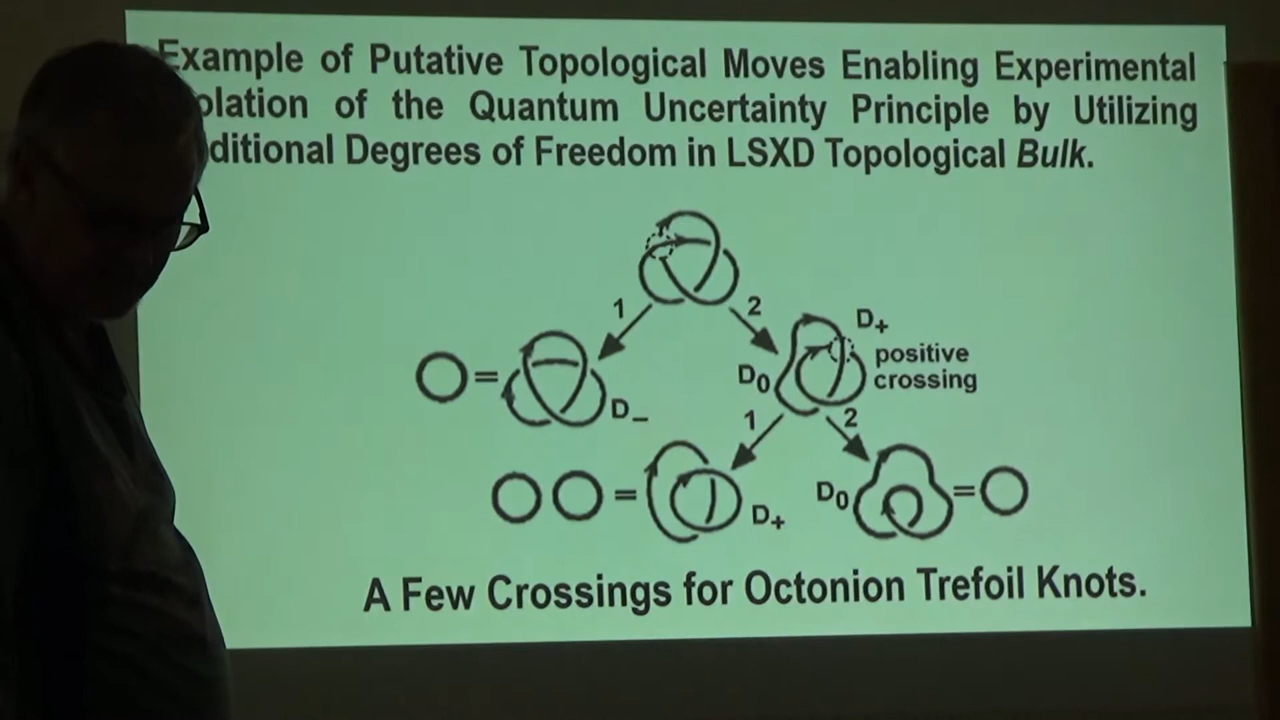 Example of Putative Topological Moves Enabling Experimental
olation of the Quantum Uncertainty Principle by Utilizing
ditional Degrees of Freedom in LSXD Topological Bulk.
1 2
D+
positive
crossing
=
D0
D−
1 2
=
D+
D0
=
A Few Crossings for Octonion Trefoil Knots.